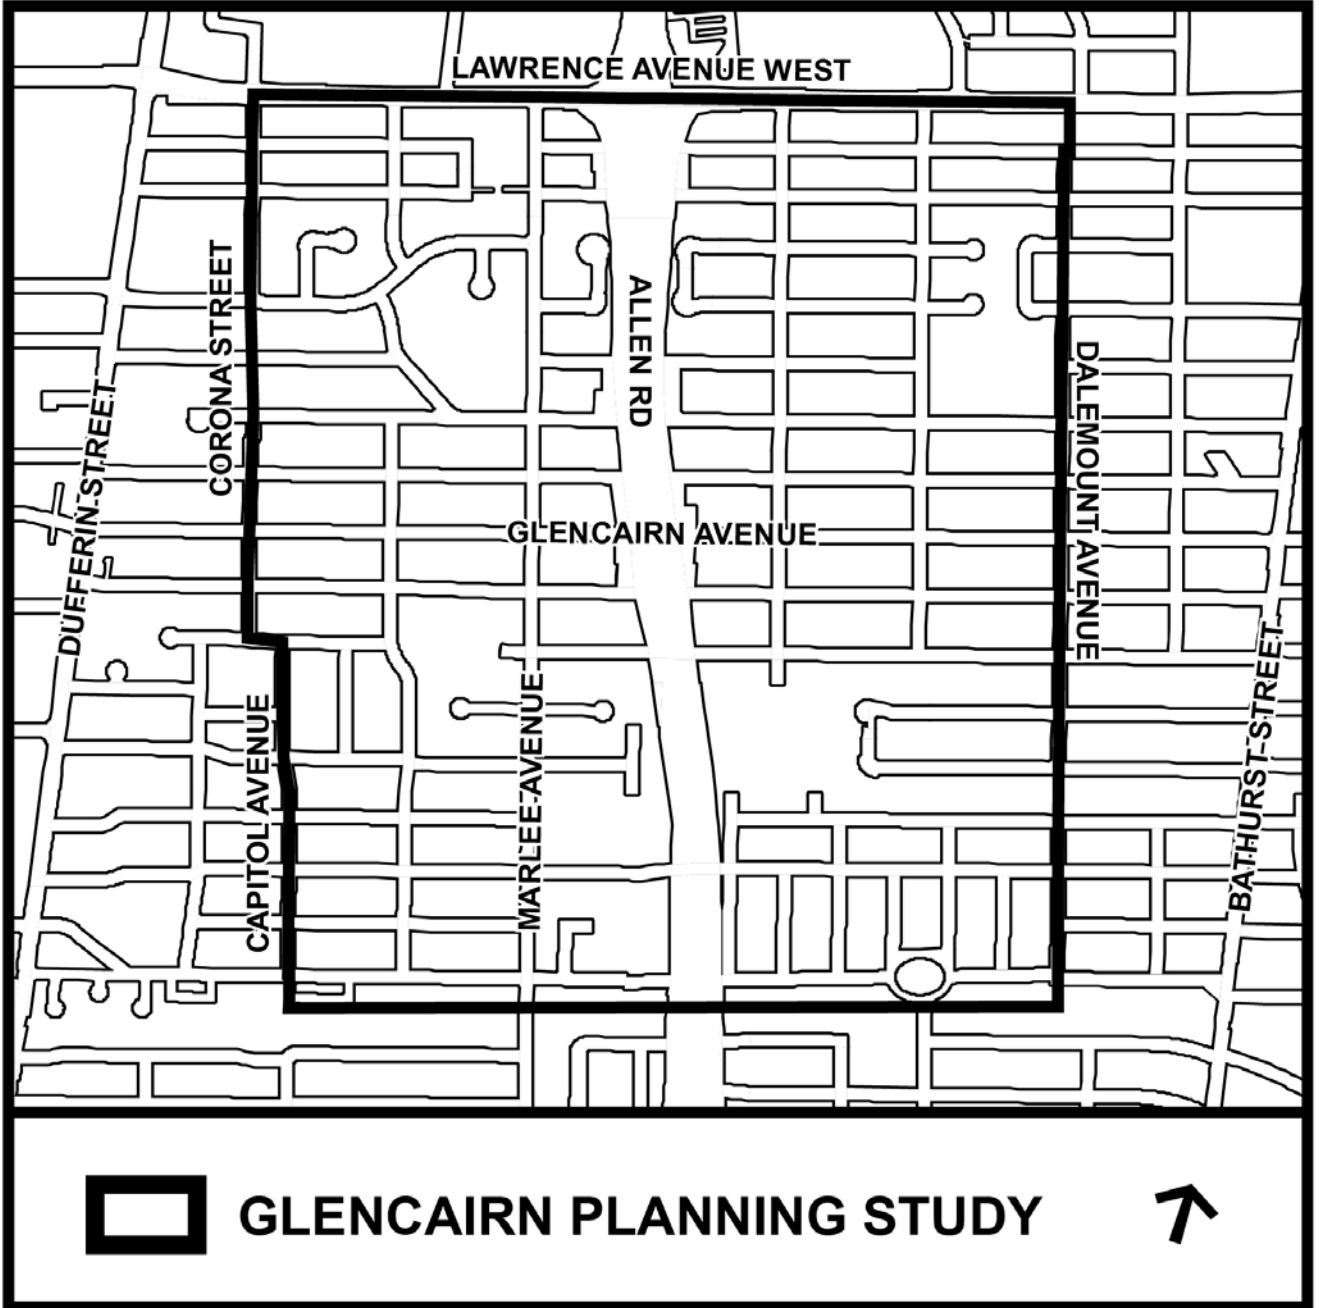 LAWRENCE AVENUE WEST
CORONA STREET
ALLEN RD
DUFFERIN STREET
GLENCAIRN AVENUE
DALEMOUNT AVENUE
CAPITOL AVENUE
MARLEE AVENUE
BATHURST STREET
GLENCAIRN PLANNING STUDY